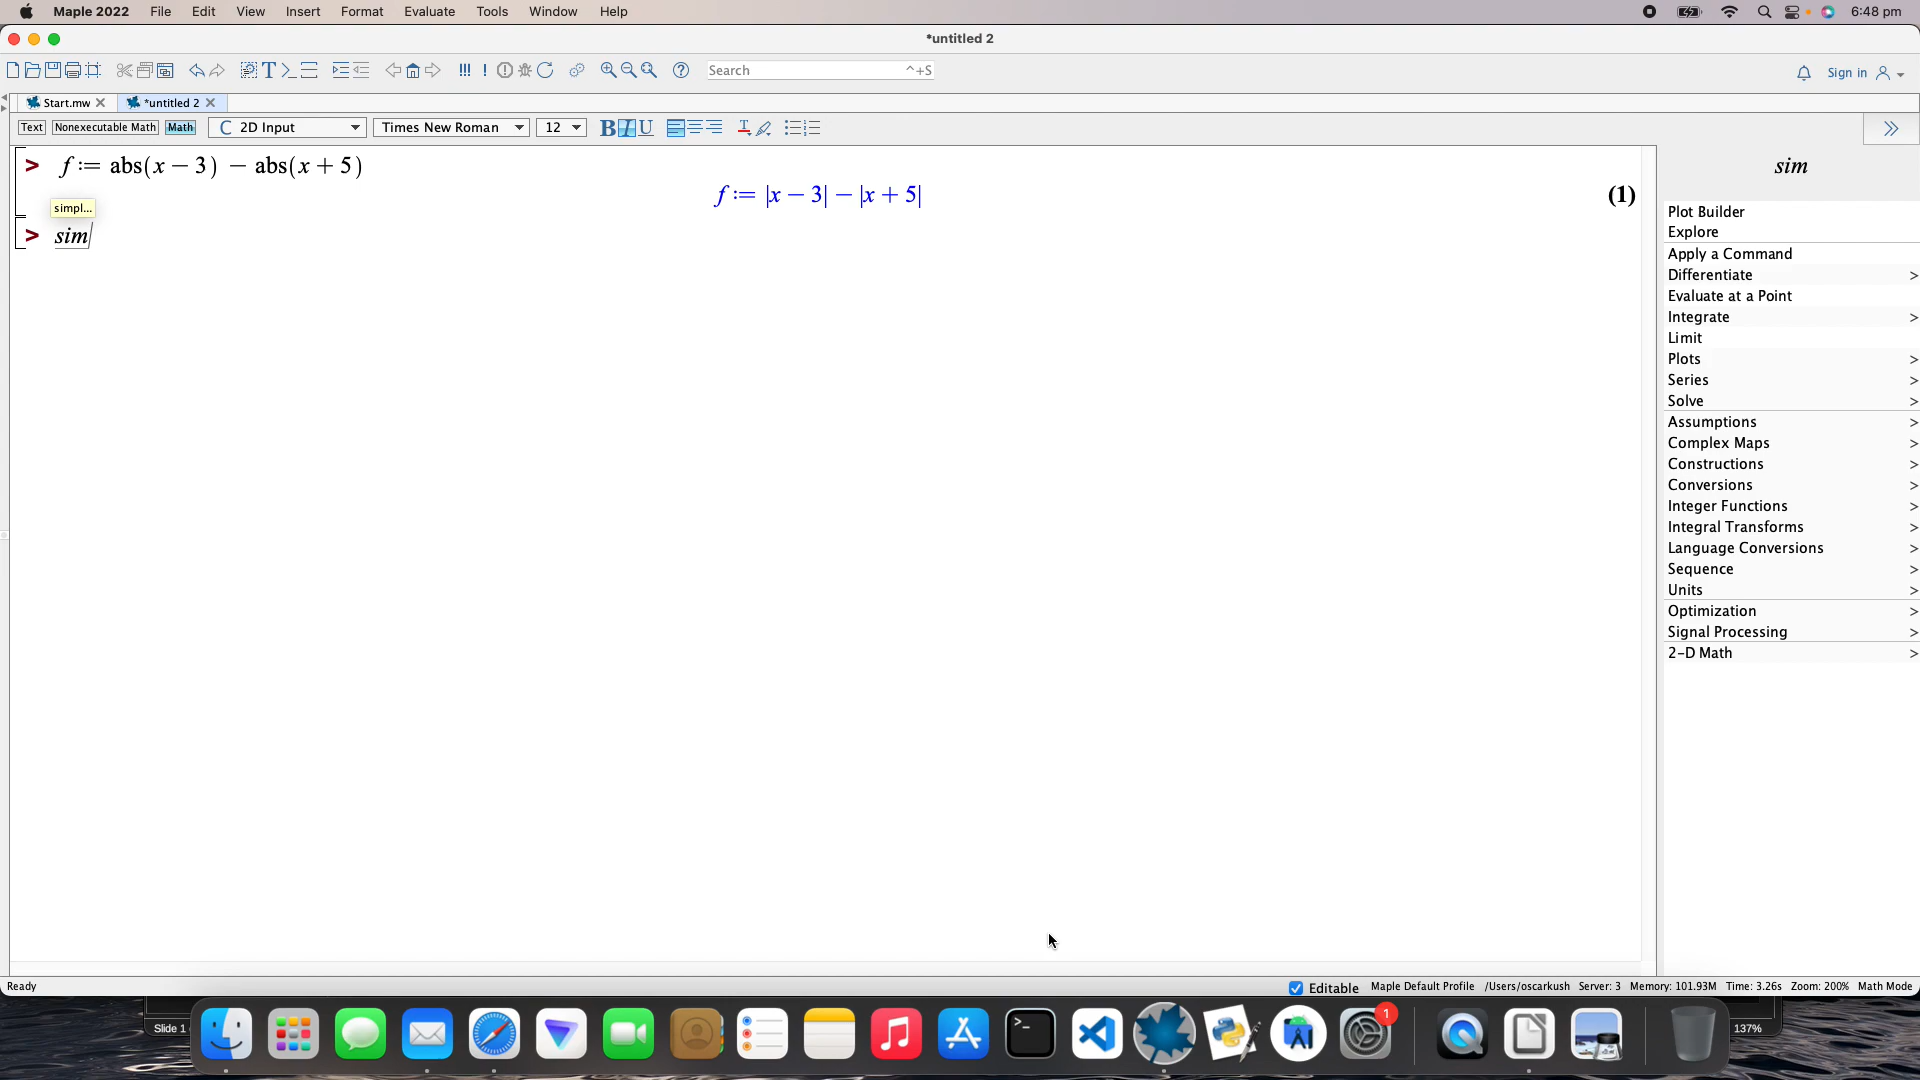 Maple 2022 File Edit View Insert Format Evaluate Tools Window Help 6:48 pm
*untitled 2
Search ^+S Sign in
Start.mw *untitled 2
Text Nonexecutable Math Math C 2D Input Times New Roman 12 B I U
> f := abs(x − 3) − abs(x + 5)
f := |x − 3| − |x + 5| (1)
simpl...
> sim
sim
Plot Builder
Explore
Apply a Command
Differentiate >
Evaluate at a Point
Integrate >
Limit
Plots >
Series >
Solve >
Assumptions >
Complex Maps >
Constructions >
Conversions >
Integer Functions >
Integral Transforms >
Language Conversions >
Sequence >
Units >
Optimization >
Signal Processing >
2-D Math >
Ready Editable Maple Default Profile /Users/oscarkush Server: 3 Memory: 101.93M Time: 3.26s Zoom: 200% Math Mode
Slide 1 1 137%